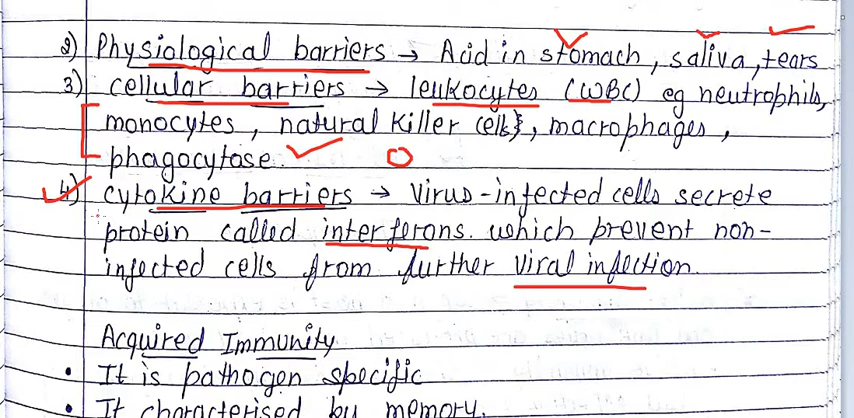 2) Physiological barriers → Acid in stomach, saliva, tears
3) cellular barriers → leukocytes (WBC) eg neutrophils,
monocytes, natural killer cells, macrophages,
phagocytose.
4) cytokine barriers → Virus-infected cells secrete
protein called interferons. which prevent non-
infected cells from further viral infection.
Acquired Immunity.
• It is pathogen specific
• It characterised by memory.